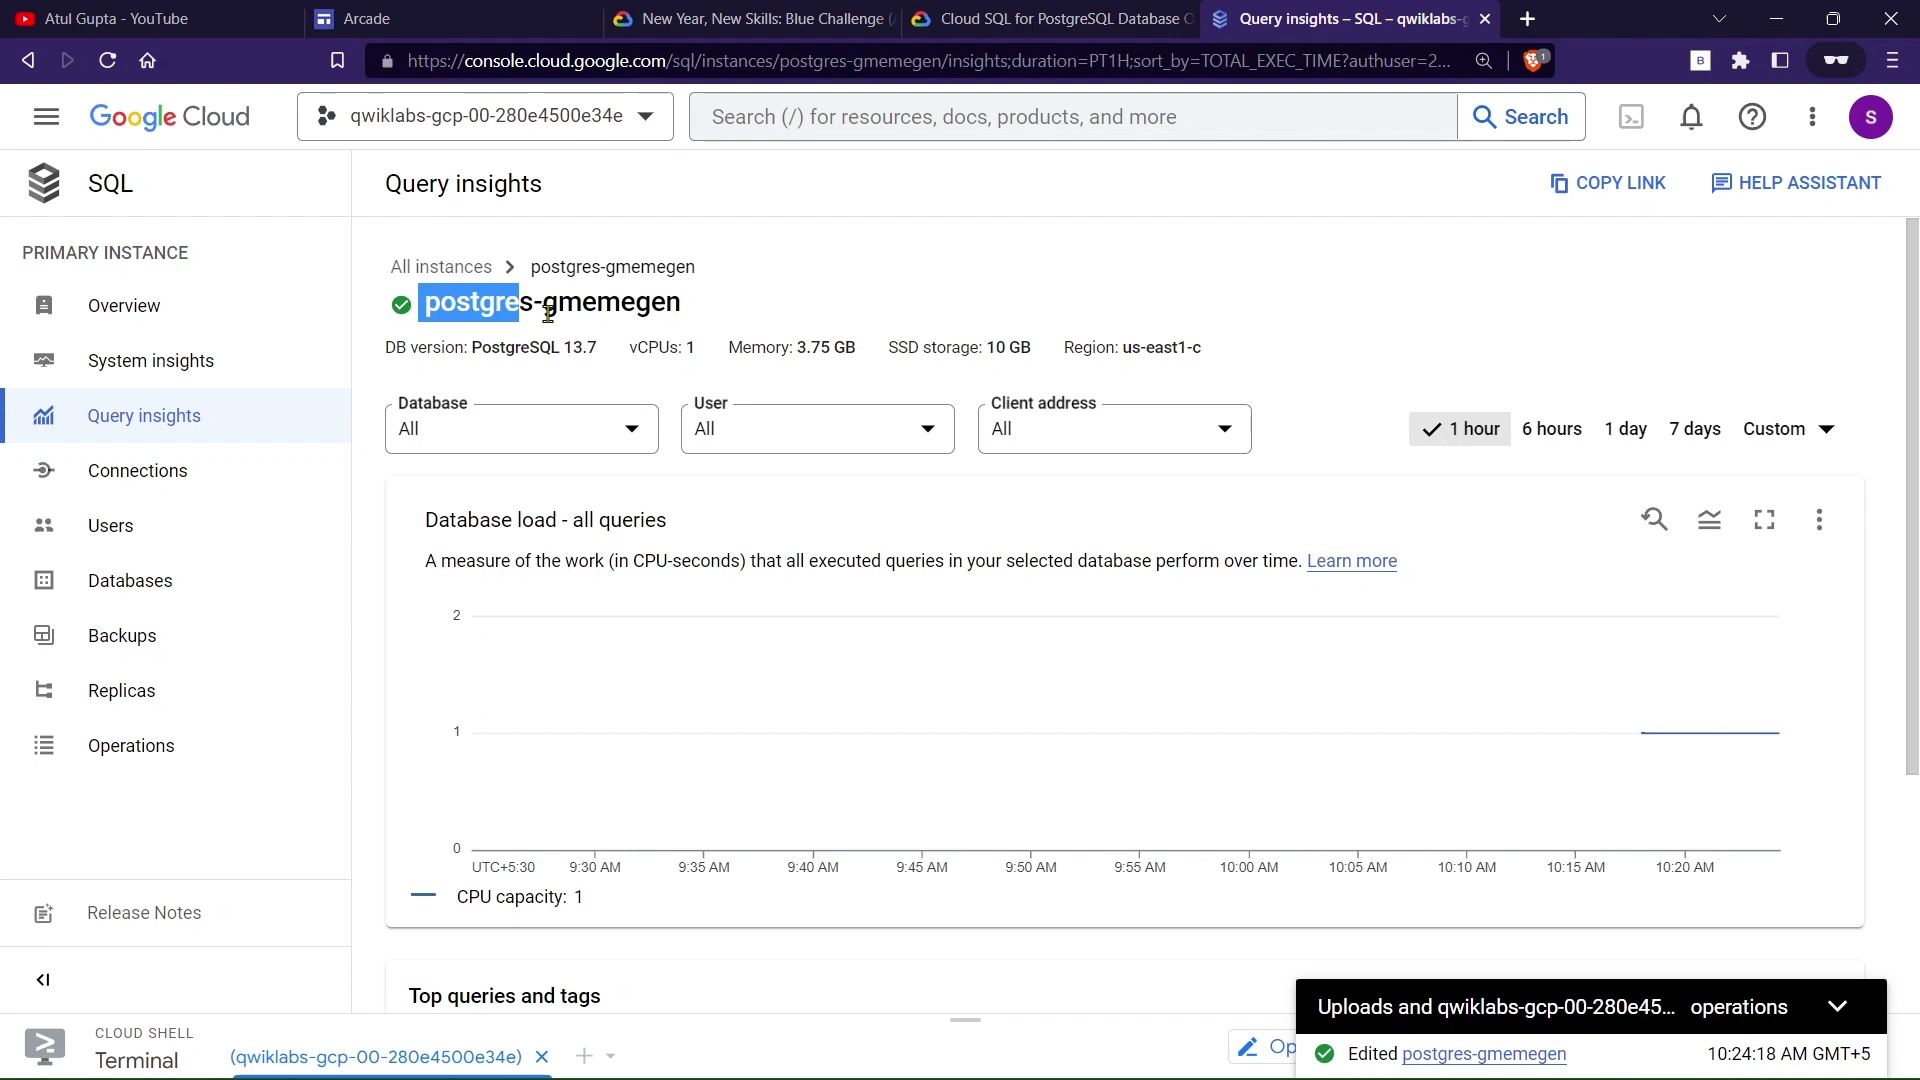 Atul Gupta - YouTube
Arcade
New Year, New Skills: Blue Challenge (
Cloud SQL for PostgreSQL Database
Query insights – SQL – qwiklabs-
https://console.cloud.google.com/sql/instances/postgres-gmemegen/insights;duration=PT1H;sort_by=TOTAL_EXEC_TIME?authuser=2...
1
B
Google Cloud
qwiklabs-gcp-00-280e4500e34e
Search (/) for resources, docs, products, and more
Search
S
SQL
Query insights
COPY LINK
HELP ASSISTANT
PRIMARY INSTANCE
Overview
System insights
Query insights
Connections
Users
Databases
Backups
Replicas
Operations
Release Notes
All instances > postgres-gmemegen
postgres-gmemegen
DB version: PostgreSQL 13.7 vCPUs: 1 Memory: 3.75 GB SSD storage: 10 GB Region: us-east1-c
Database
All
User
All
Client address
All
1 hour 6 hours 1 day 7 days Custom
Database load - all queries
A measure of the work (in CPU-seconds) that all executed queries in your selected database perform over time. Learn more
2
1
0
UTC+5:30 9:30 AM 9:35 AM 9:40 AM 9:45 AM 9:50 AM 9:55 AM 10:00 AM 10:05 AM 10:10 AM 10:15 AM 10:20 AM
CPU capacity: 1
Top queries and tags
Uploads and qwiklabs-gcp-00-280e45... operations
Edited postgres-gmemegen 10:24:18 AM GMT+5
CLOUD SHELL
Terminal
(qwiklabs-gcp-00-280e4500e34e)
Op